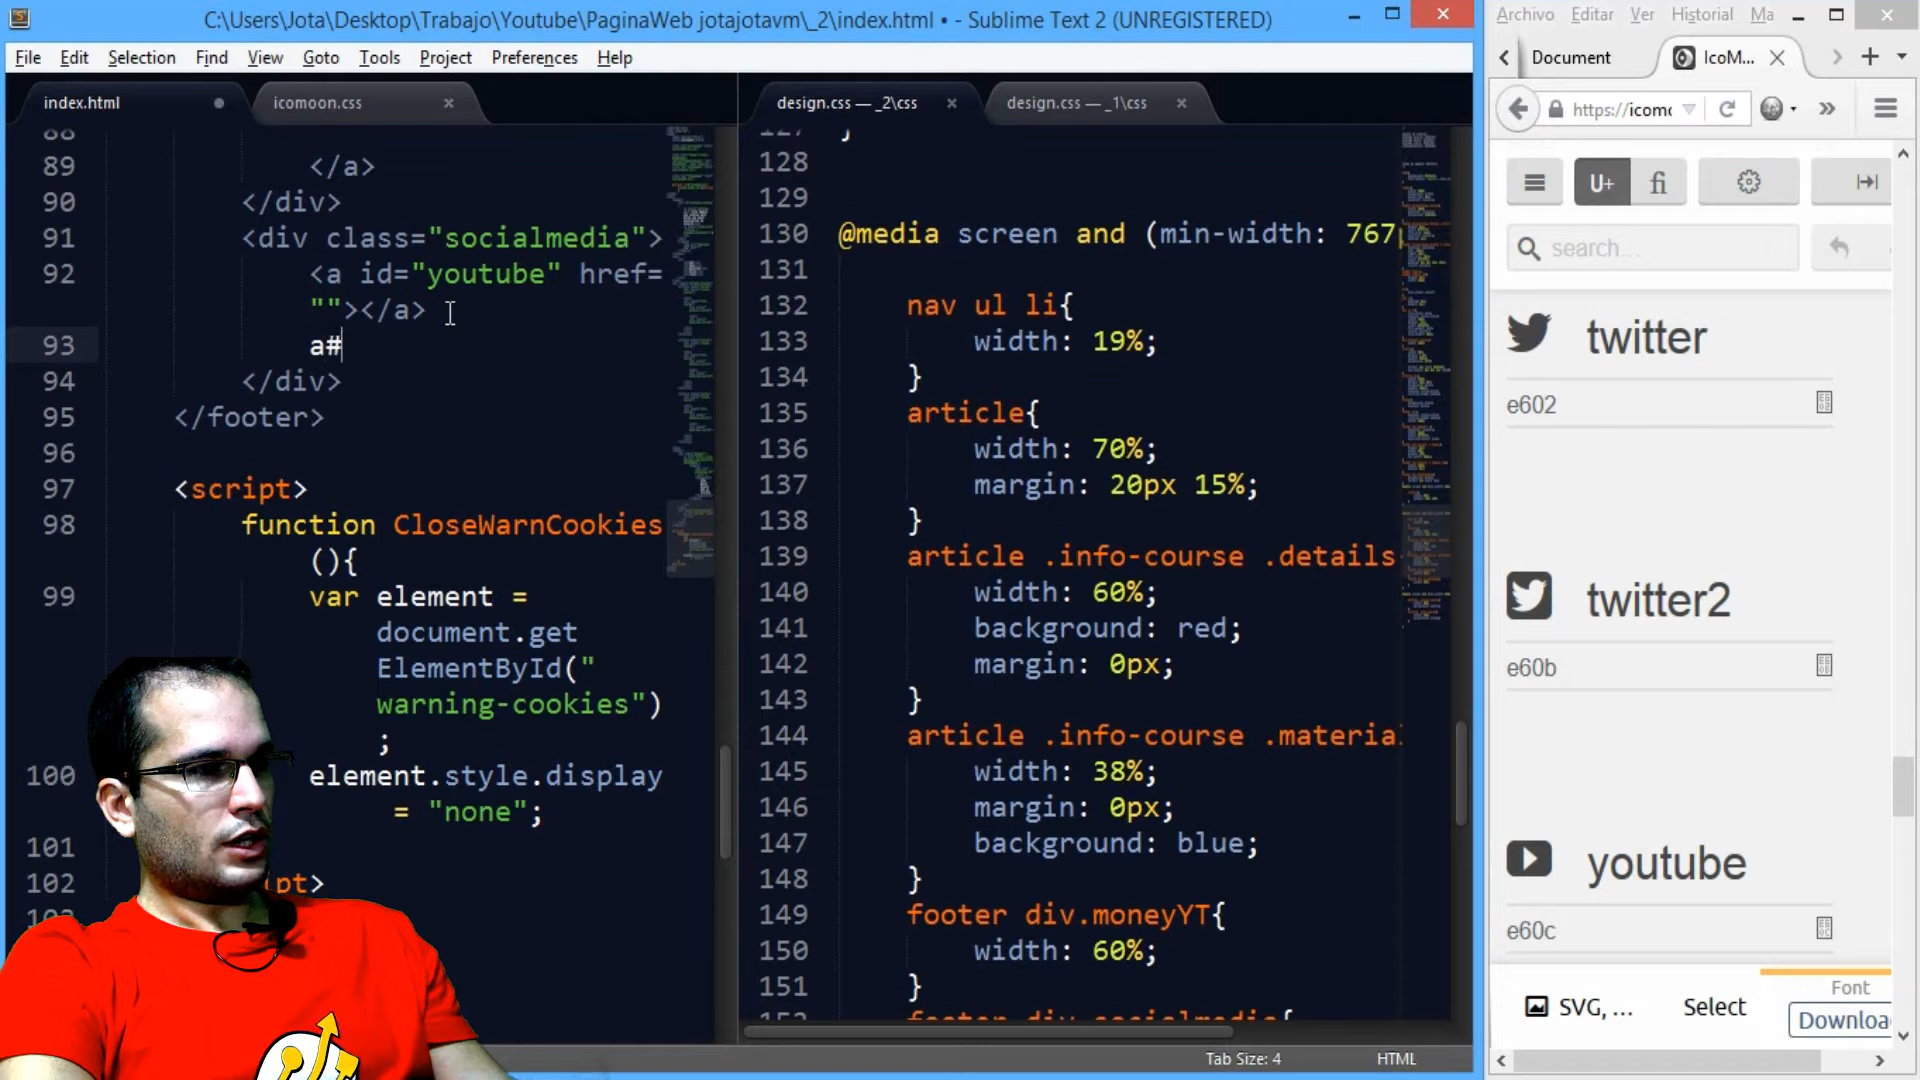 C:\Users\Jota\Desktop\Trabajo\Youtube\PaginaWeb jotajotavm\_2\index.html • - Sublime Text 2 (UNREGISTERED)
File Edit Selection Find View Goto Tools Project Preferences Help
index.html
icomoon.css
88
89 </a>
90 </div>
91 <div class="socialmedia">
92 <a id="youtube" href=
""></a>
93 a#
94 </div>
95 </footer>
96
97 <script>
98 function CloseWarnCookies
(){
99 var element =
document.get
ElementById("
warning-cookies")
;
100 element.style.display
= "none";
101
102 pt>
103
design.css — _2\css
design.css — _1\css
127 }
128
129
130 @media screen and (min-width: 767
131
132 nav ul li{
133 width: 19%;
134 }
135 article{
136 width: 70%;
137 margin: 20px 15%;
138 }
139 article .info-course .details
140 width: 60%;
141 background: red;
142 margin: 0px;
143 }
144 article .info-course .material
145 width: 38%;
146 margin: 0px;
147 background: blue;
148 }
149 footer div.moneyYT{
150 width: 60%;
151 }
152 footer div.socialmedia{
Tab Size: 4 HTML
Archivo Editar Ver Historial Ma
Document
IcoM...
https://icomo
U+ fi
search...
twitter
e602
twitter2
e60b
youtube
e60c
SVG, ...
Select
Font
Downloa